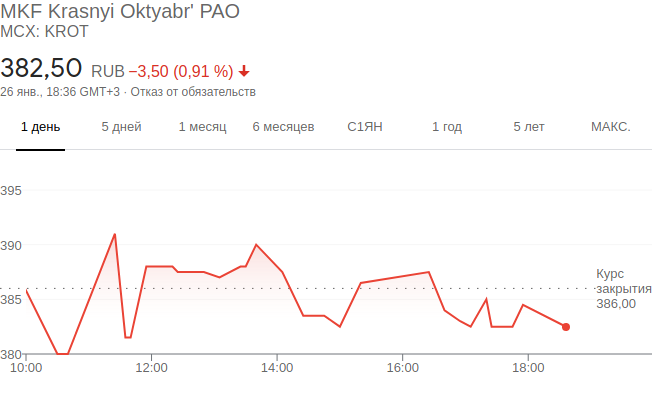 MKF Krasnyi Oktyabr' PAO
MCX: KROT
382,50 RUB −3,50 (0,91 %)
26 янв., 18:36 GMT+3 · Отказ от обязательств
1 день 5 дней 1 месяц 6 месяцев С1ЯН 1 год 5 лет МАКС.
395
390
Курс
закрытия
385
386,00
380
10:00 12:00 14:00 16:00 18:00